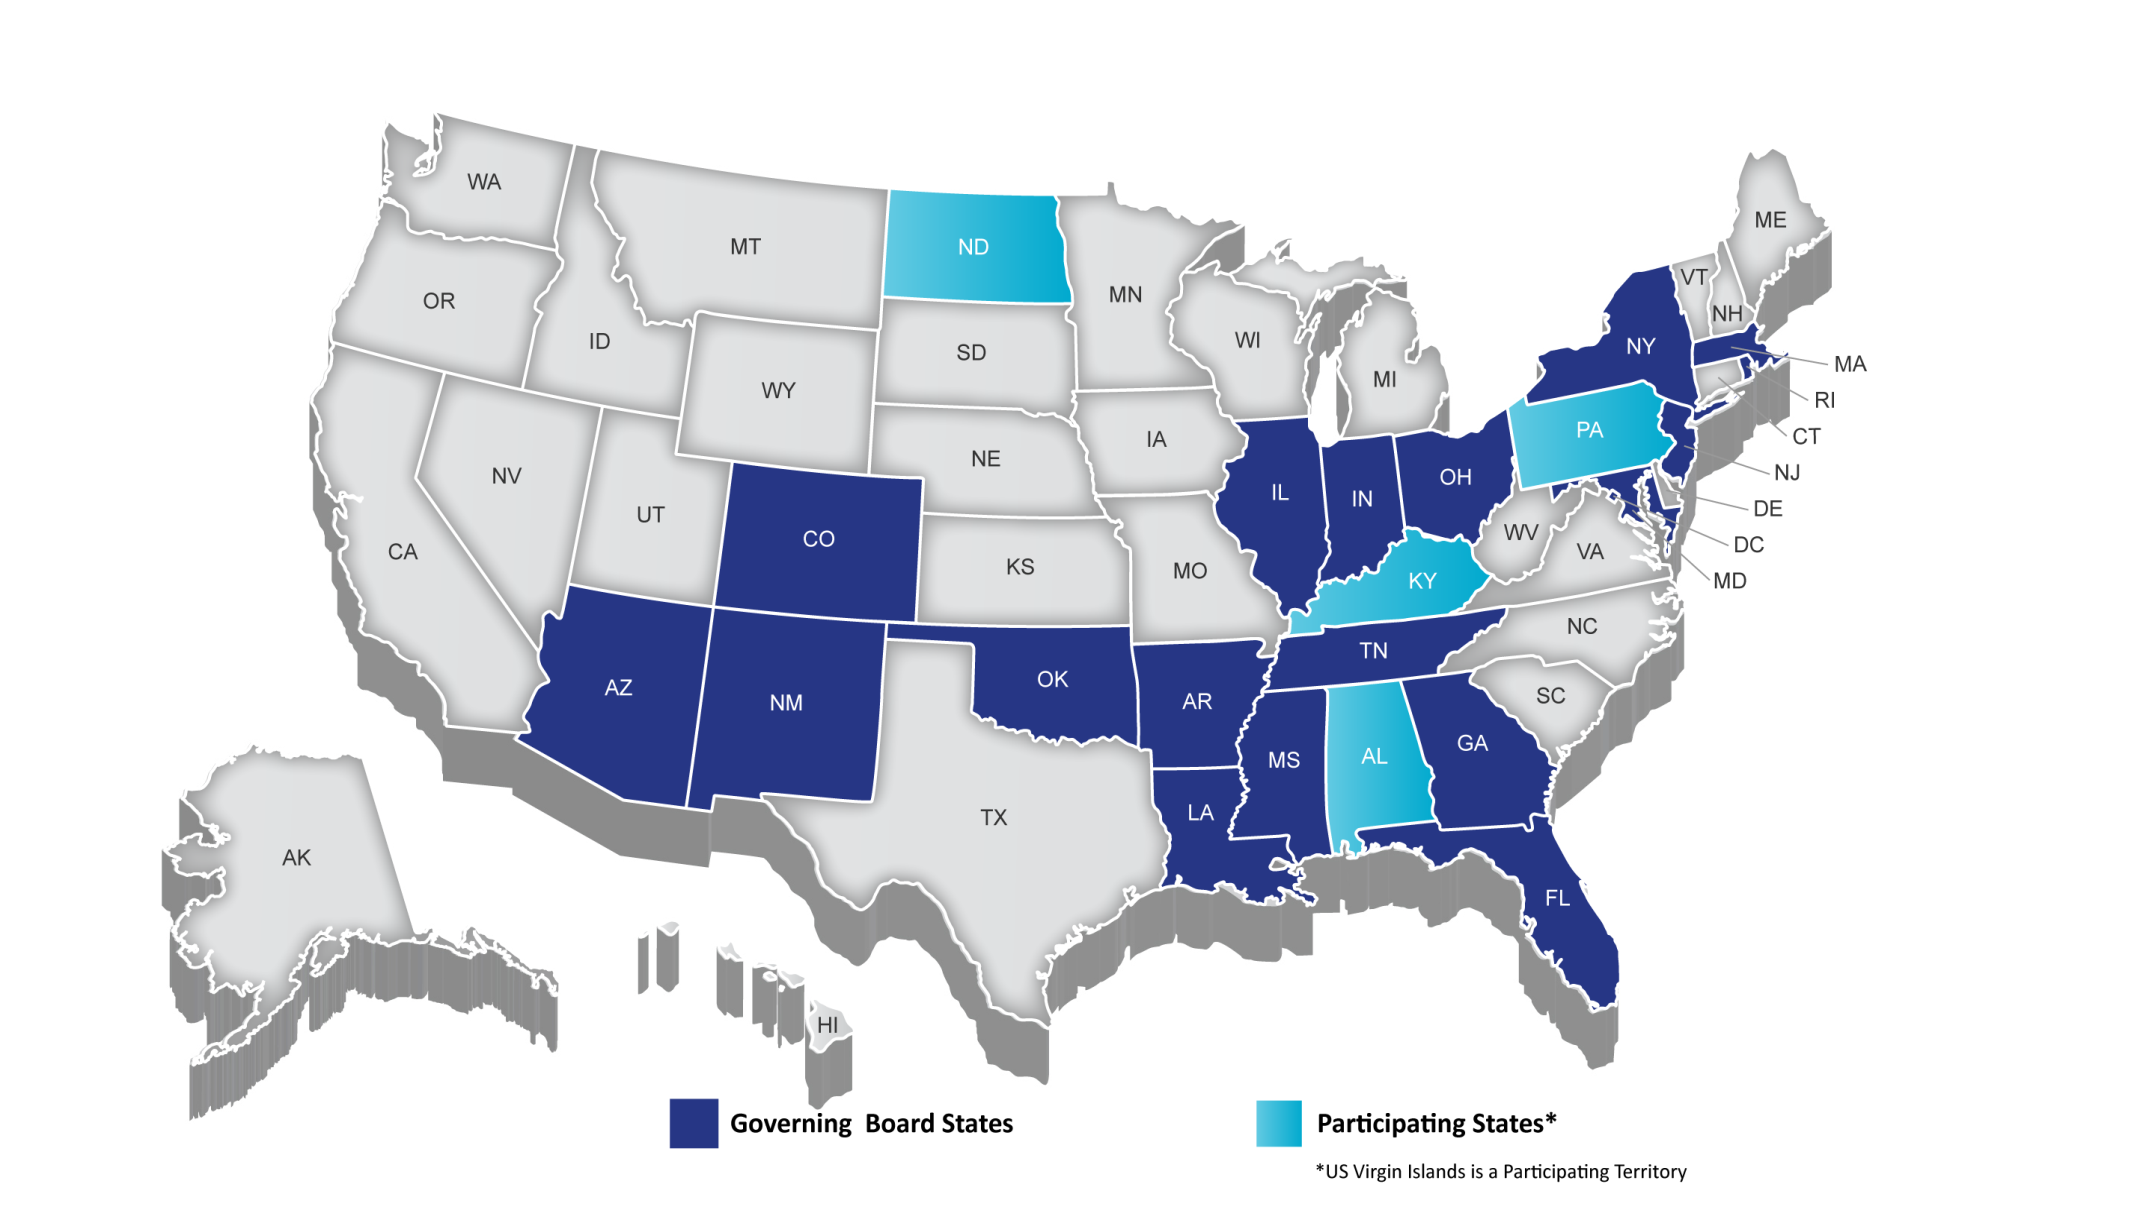 WA
MT
ND
ME
OR
MN
VT
NH
ID
SD
WI
NY
WY
MI
MA
RI
IA
PA
CT
NE
NV
NJ
IL
IN
OH
UT
DE
CO
WV
CA
VA
DC
KS
MO
KY
MD
NC
TN
AZ
OK
SC
NM
AR
GA
MS
AL
LA
TX
AK
FL
HI
Governing Board States
Participating States*
*US Virgin Islands is a Participating Territory